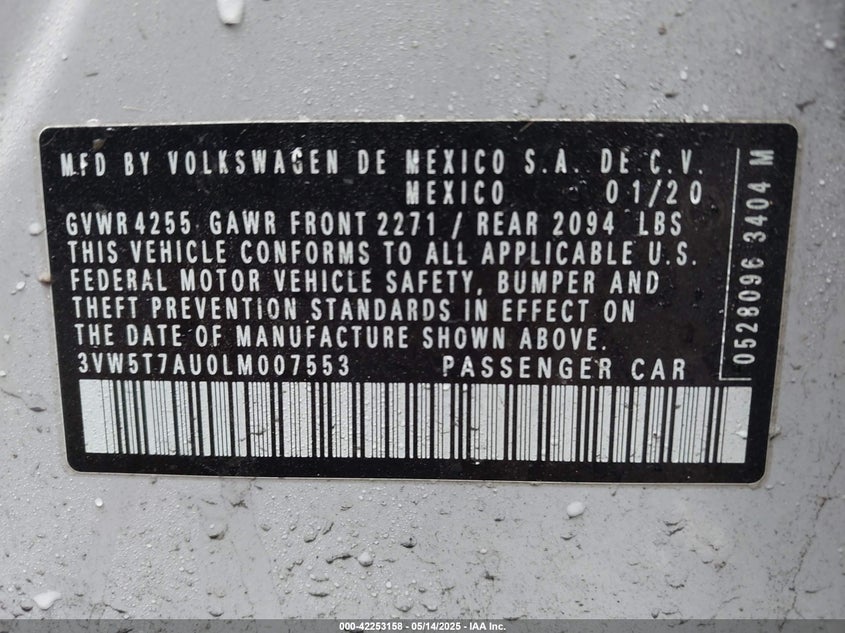 MFD BY VOLKSWAGEN DE MEXICO S.A. DE C.V.
MEXICO 01/20
GVWR 4255 GAWR FRONT 2271 / REAR 2094 LBS
THIS VEHICLE CONFORMS TO ALL APPLICABLE U.S.
FEDERAL MOTOR VEHICLE SAFETY, BUMPER AND
THEFT PREVENTION STANDARDS IN EFFECT ON
THE DATE OF MANUFACTURE SHOWN ABOVE.
3VW5T7AU0LM007553 PASSENGER CAR
0528096 3404 M
000-42253158 - 05/14/2025 - IAA Inc.